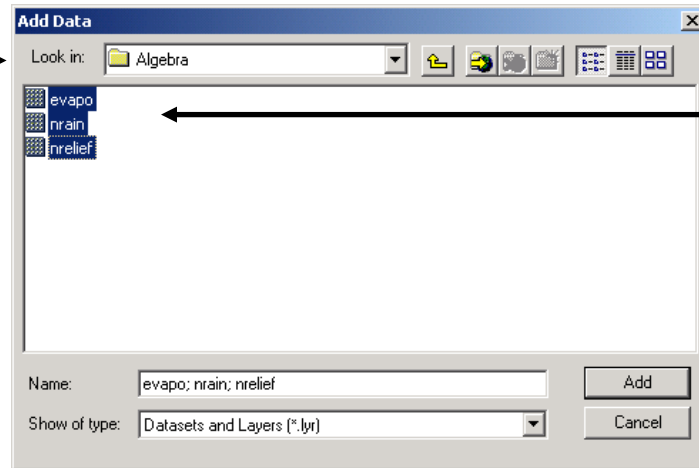 Add Data
Look in: Algebra
evapo
nrain
nrelief
Name: evapo; nrain; nrelief Add
Show of type: Datasets and Layers (*.lyr) Cancel